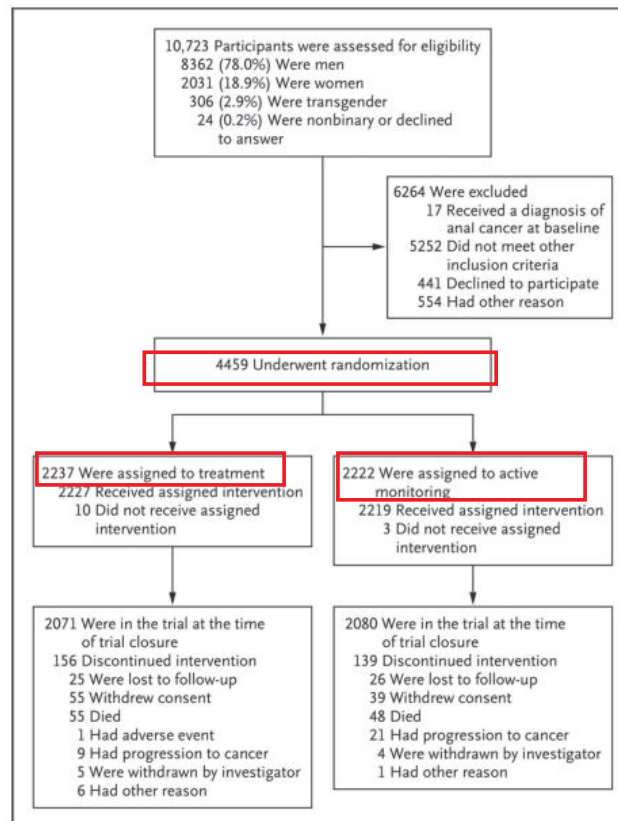 10,723 Participants were assessed for eligibility
8362 (78.0%) Were men
2031 (18.9%) Were women
306 (2.9%) Were transgender
24 (0.2%) Were nonbinary or declined
to answer
6264 Were excluded
17 Received a diagnosis of
anal cancer at baseline
5252 Did not meet other
inclusion criteria
441 Declined to participate
554 Had other reason
4459 Underwent randomization
2237 Were assigned to treatment
2227 Received assigned intervention
10 Did not receive assigned
intervention
2222 Were assigned to active
monitoring
2219 Received assigned intervention
3 Did not receive assigned
intervention
2071 Were in the trial at the time
of trial closure
156 Discontinued intervention
25 Were lost to follow-up
55 Withdrew consent
55 Died
1 Had adverse event
9 Had progression to cancer
5 Were withdrawn by investigator
6 Had other reason
2080 Were in the trial at the time
of trial closure
139 Discontinued intervention
26 Were lost to follow-up
39 Withdrew consent
48 Died
21 Had progression to cancer
4 Were withdrawn by investigator
1 Had other reason